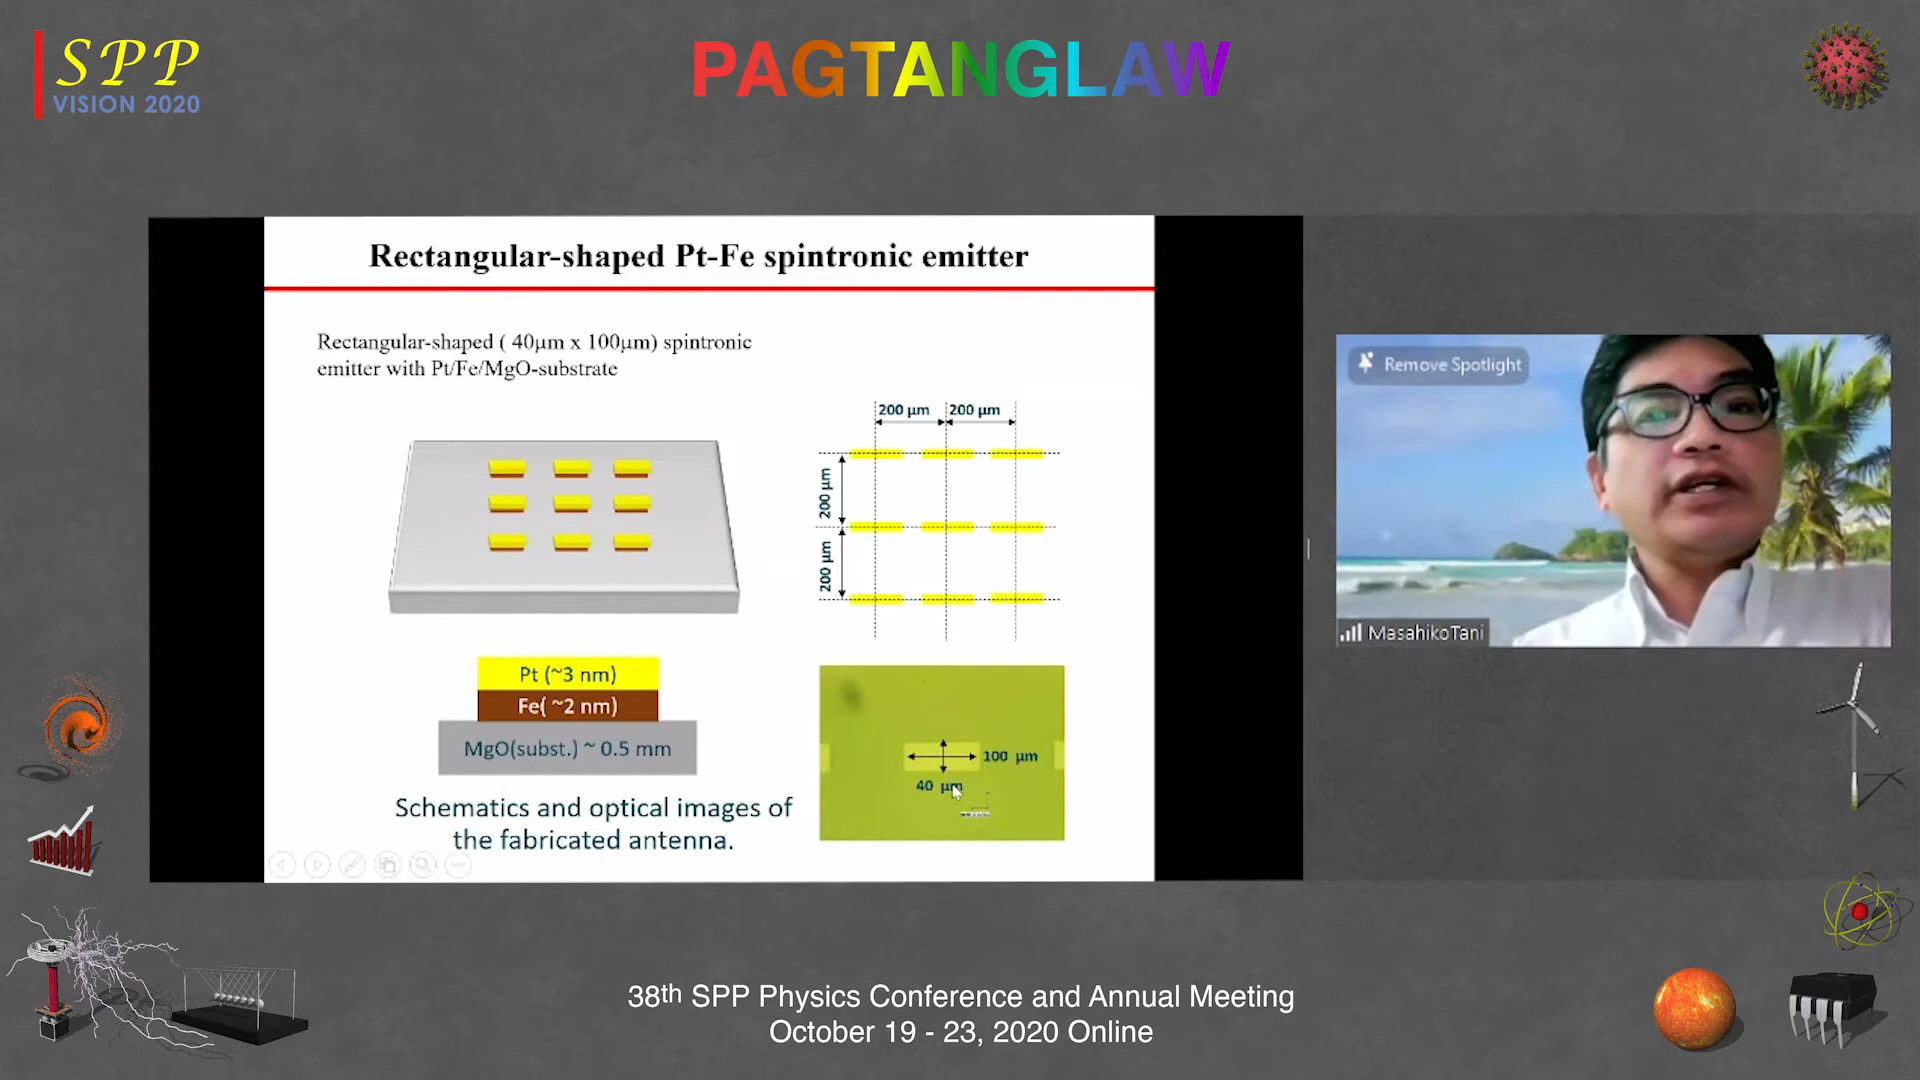 SPP
VISION 2020
PAGTANGLAW
Rectangular-shaped Pt-Fe spintronic emitter
Rectangular-shaped ( 40μm x 100μm) spintronic
emitter with Pt/Fe/MgO-substrate
200 μm 200 μm
200 μm
200 μm
Pt (~3 nm)
Fe( ~2 nm)
MgO(subst.) ~ 0.5 mm
100 μm
40 μm
Schematics and optical images of
the fabricated antenna.
Remove Spotlight
MasahikoTani
38th SPP Physics Conference and Annual Meeting
October 19 - 23, 2020 Online